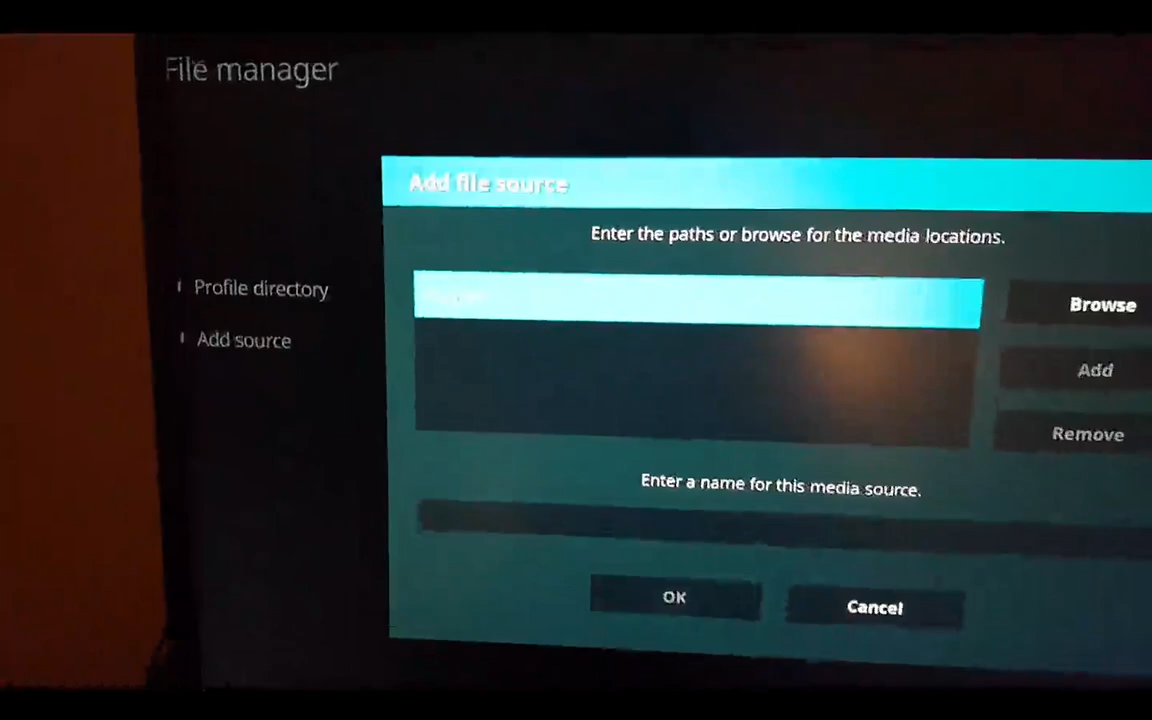 File manager
Add file source
Enter the paths or browse for the media locations.
Profile directory
Browse
Add source
Add
Remove
Enter a name for this media source.
OK
Cancel